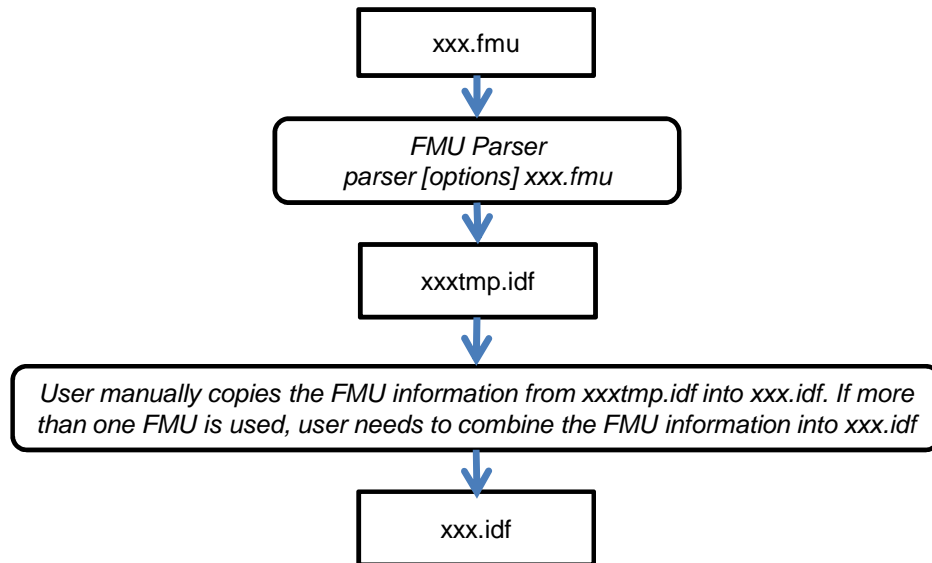 xxx.fmu
FMU Parser
parser [options] xxx.fmu
xxxtmp.idf
User manually copies the FMU information from xxxtmp.idf into xxx.idf. If more
than one FMU is used, user needs to combine the FMU information into xxx.idf
xxx.idf